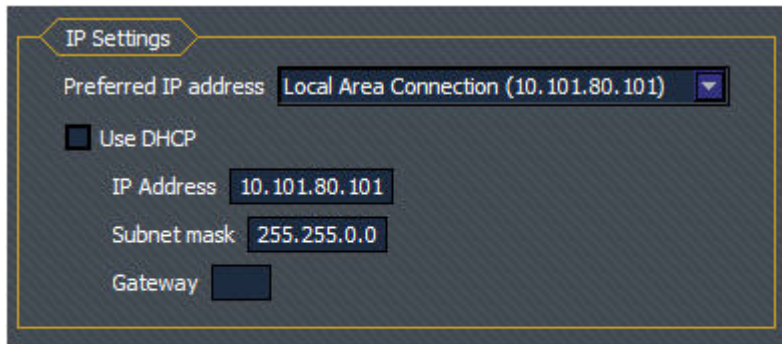 IP Settings
Preferred IP address Local Area Connection (10.101.80.101)
Use DHCP
IP Address 10.101.80.101
Subnet mask 255.255.0.0
Gateway